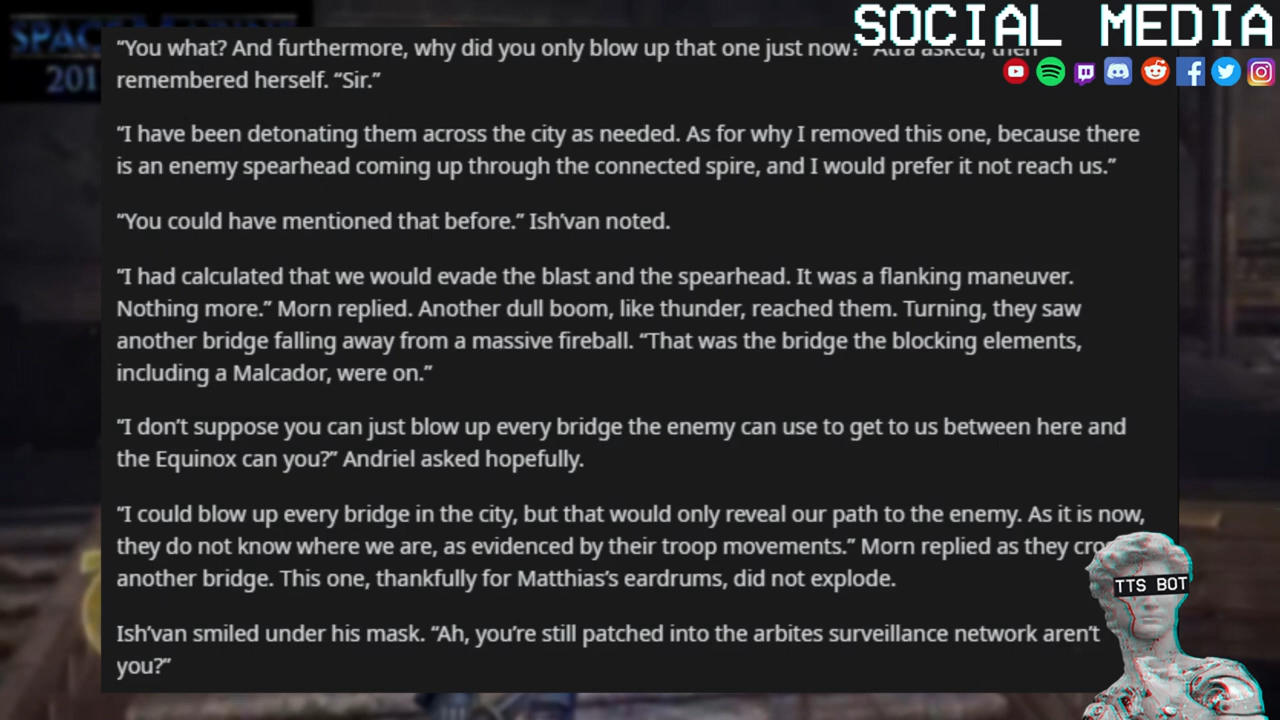 SOCIAL MEDIA
SPAC
201
“You what? And furthermore, why did you only blow up that one just now?” Atra asked, then
remembered herself. “Sir.”
“I have been detonating them across the city as needed. As for why I removed this one, because there
is an enemy spearhead coming up through the connected spire, and I would prefer it not reach us.”
“You could have mentioned that before.” Ish’van noted.
“I had calculated that we would evade the blast and the spearhead. It was a flanking maneuver.
Nothing more.” Morn replied. Another dull boom, like thunder, reached them. Turning, they saw
another bridge falling away from a massive fireball. “That was the bridge the blocking elements,
including a Malcador, were on.”
“I don’t suppose you can just blow up every bridge the enemy can use to get to us between here and
the Equinox can you?” Andriel asked hopefully.
“I could blow up every bridge in the city, but that would only reveal our path to the enemy. As it is now,
they do not know where we are, as evidenced by their troop movements.” Morn replied as they cro
another bridge. This one, thankfully for Matthias’s eardrums, did not explode.
Ish’van smiled under his mask. “Ah, you’re still patched into the arbites surveillance network aren’t
you?”
TTS BOT